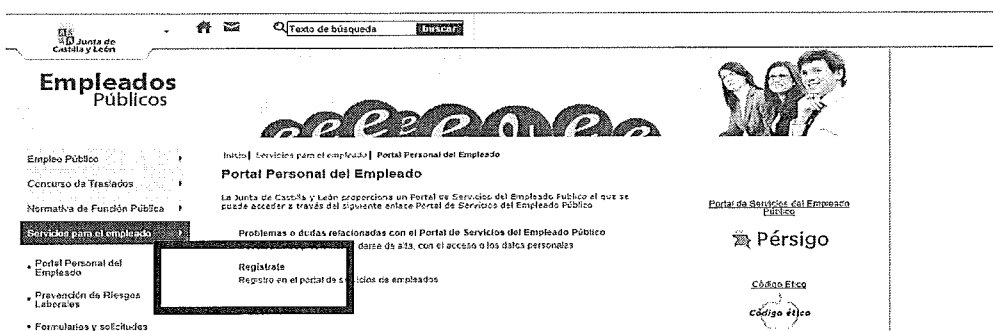 Junta de
Castilla y León
Texto de búsqueda
buscar
Empleados
Públicos
Empleo Público
Concurso de Traslados
Normativa de Función Pública
Servicios para el empleado
Portal Personal del
Empleado
Prevención de Riesgos
Laborales
Formularios y solicitudes
Inicio | Servicios para el empleado | Portal Personal del Empleado
Portal Personal del Empleado
La Junta de Castilla y León proporciona un Portal de Servicios del Empleado Público el que se
puede acceder a través del siguiente enlace Portal de Servicios del Empleado Público
Problemas o dudas relacionadas con el Portal de Servicios del Empleado Público
darse de alta, con el acceso o los datos personales
Registrate
Registro en el portal de servicios de empleados
Portal de Servicios del Empleado
Público
Pérsigo
Código Ético
Código ético